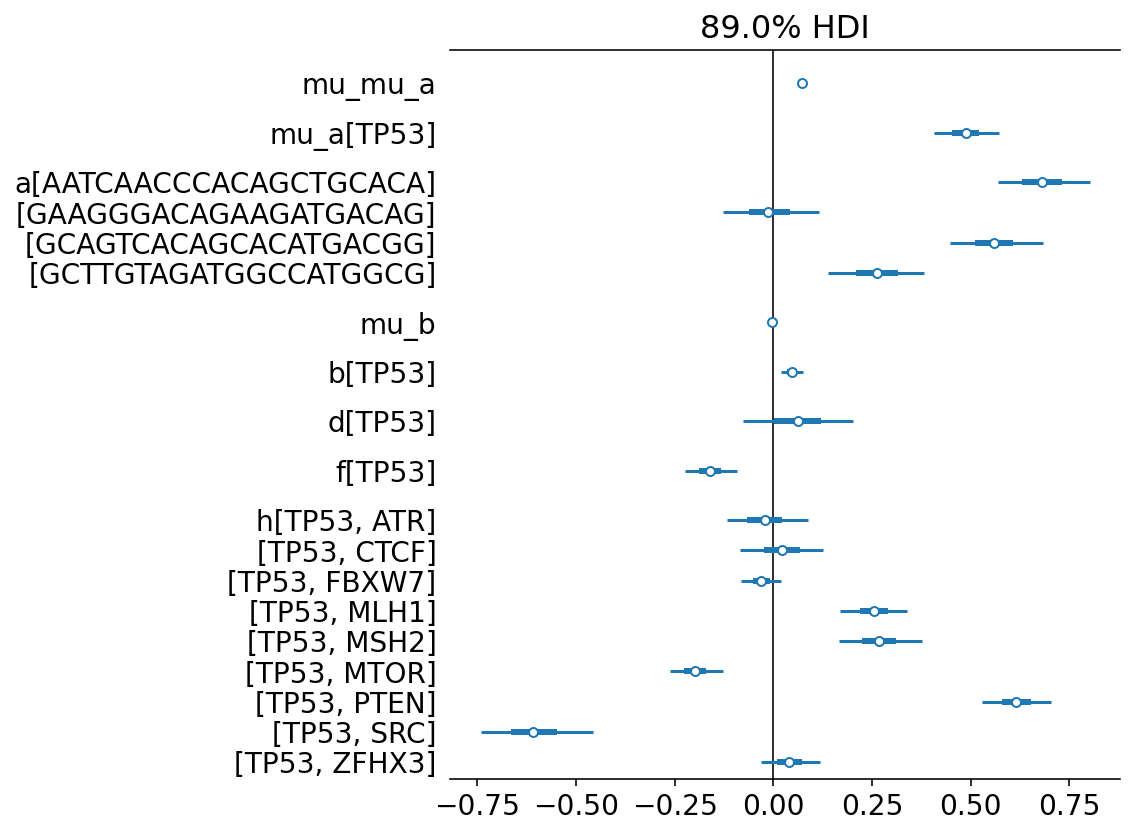 89.0% HDI
mu_mu_a
mu_a[TP53]
a[AATCAACCCACAGCTGCACA]
[GAAGGGACAGAAGATGACAG]
[GCAGTCACAGCACATGACGG]
[GCTTGTAGATGGCCATGGCG]
mu_b
b[TP53]
d[TP53]
f[TP53]
h[TP53, ATR]
[TP53, CTCF]
[TP53, FBXW7]
[TP53, MLH1]
[TP53, MSH2]
[TP53, MTOR]
[TP53, PTEN]
[TP53, SRC]
[TP53, ZFHX3]
−0.75 −0.50 −0.25 0.00 0.25 0.50 0.75